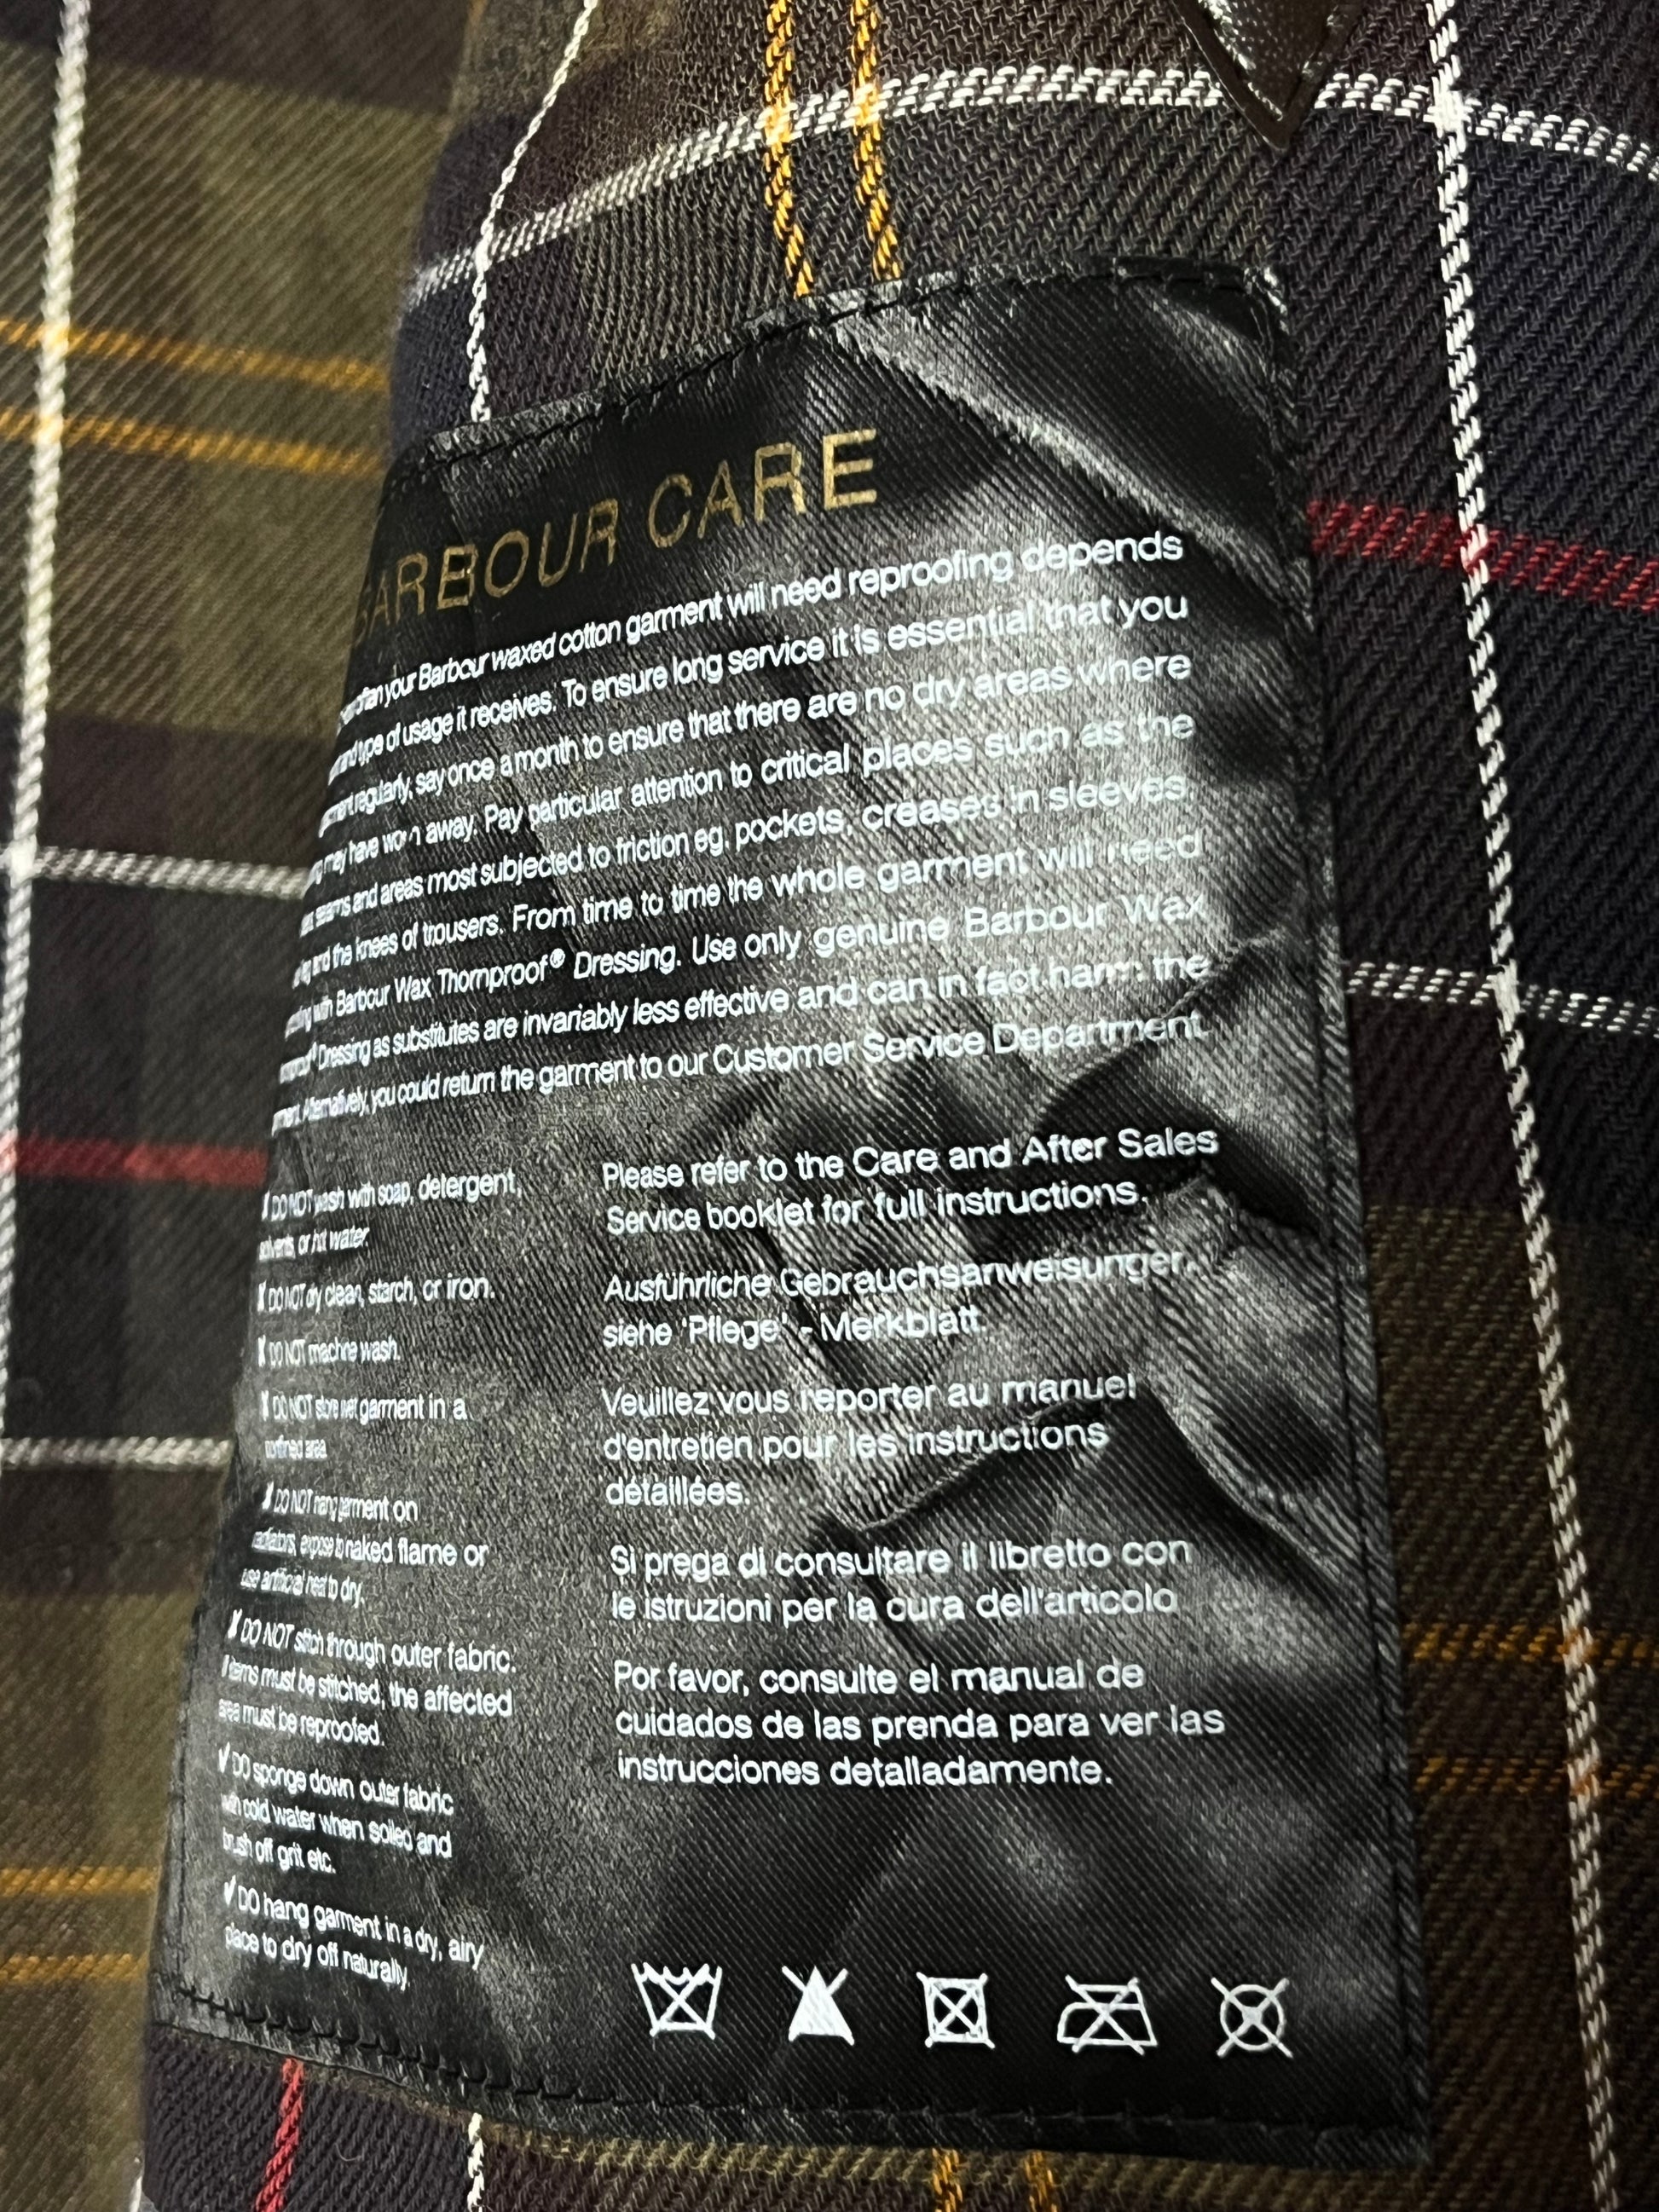 BARBOUR CARE
often your Barbour waxed cotton garment will need reproofing depends
and type of usage it receives. To ensure long service it is essential that you
garment regularly, say once a month to ensure that there are no dry areas where
may have worn away. Pay particular attention to critical places such as the
seams and areas most subjected to friction eg. pockets, creases in sleeves,
and the knees of trousers. From time to time the whole garment will need
with Barbour Wax Thornproof® Dressing. Use only genuine Barbour Wax
Thornproof® Dressing as substitutes are invariably less effective and can in fact harm the
garment. Alternatively, you could return the garment to our Customer Service Department.
✗ DO NOT wash with soap, detergent,
solvents, or hot water.
✗ DO NOT dry clean, starch, or iron.
✗ DO NOT machine wash.
✗ DO NOT store wet garment in a
confined area.
✗ DO NOT hang garment on
radiators, expose to naked flame or
use artificial heat to dry.
✗ DO NOT stitch through outer fabric.
If items must be stitched, the affected
area must be reproofed.
✓ DO sponge down outer fabric
with cold water when soiled and
brush off grit etc.
✓ DO hang garment in a dry, airy
place to dry off naturally.
Please refer to the Care and After Sales
Service booklet for full instructions.
Ausführliche Gebrauchsanweisungen,
siehe 'Pflege' - Merkblatt.
Veuillez vous reporter au manuel
d'entretien pour les instructions
détaillées.
Si prega di consultare il libretto con
le istruzioni per la cura dell'articolo
Por favor, consulte el manual de
cuidados de las prenda para ver las
instrucciones detalladamente.